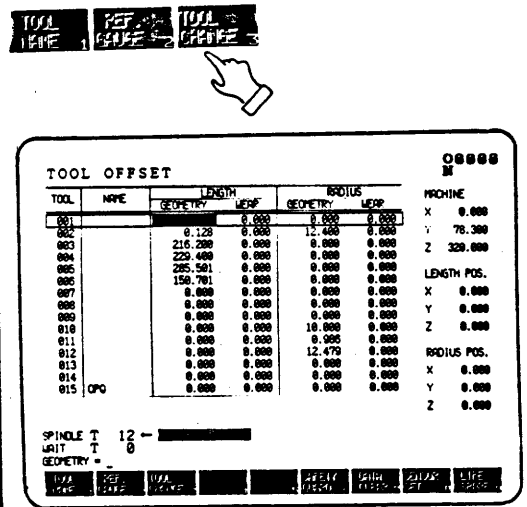 TOOL NAME 1 REF. GAUGE 2 TOOL CHANGE 3
TOOL OFFSET
O0000
N
TOOL NAME LENGTH RADIUS
GEOMETRY WEAR GEOMETRY WEAR
001 0.000 0.000 0.000
002 0.128 0.000 12.400 0.000
003 216.200 0.000 0.000 0.000
004 229.400 0.000 0.000 0.000
005 285.501 0.000 0.000 0.000
006 150.701 0.000 0.000 0.000
007 0.000 0.000 0.000 0.000
008 0.000 0.000 0.000 0.000
009 0.000 0.000 0.000 0.000
010 0.000 0.000 10.000 0.000
011 0.000 0.000 0.986 0.000
012 0.000 0.000 12.479 0.000
013 0.000 0.000 0.000 0.000
014 0.000 0.000 0.000 0.000
015 OPQ 0.000 0.000 0.000 0.000
MACHINE
X 0.000
Y 78.300
Z 320.000
LENGTH POS.
X 0.000
Y 0.000
Z 0.000
RADIUS POS.
X 0.000
Y 0.000
Z 0.000
SPINDLE T 12 ←
WAIT T 0
GEOMETRY = _
TOOL NAME REF. GAUGE TOOL CHANGE LINE